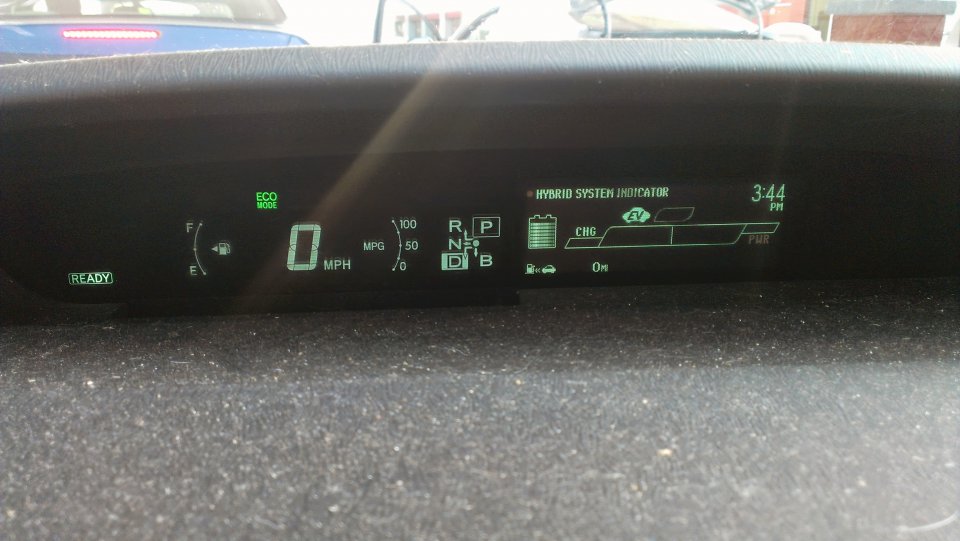 READY
ECO
MODE
F
E
0
MPH
MPG
100
50
0
R
P
N
D
B
HYBRID SYSTEM INDICATOR
3:44
PM
EV
CHG
PWR
0MI